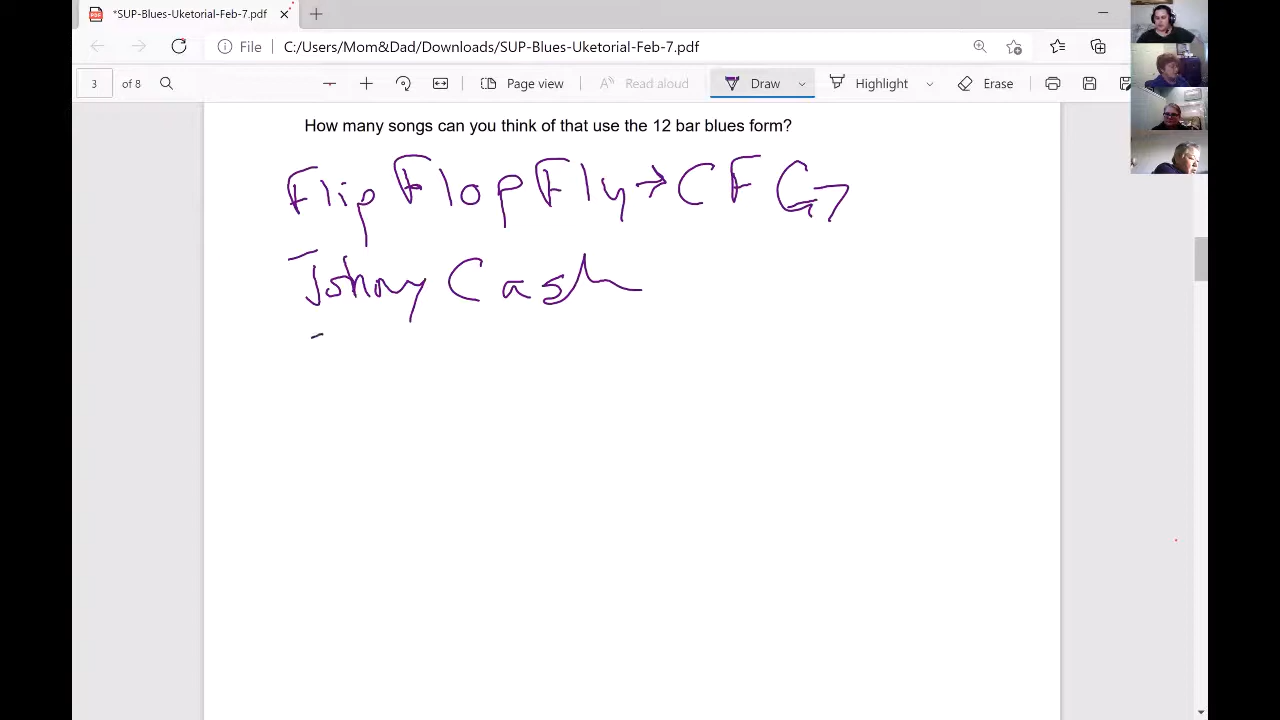 *SUP-Blues-Uketorial-Feb-7.pdf
File C:/Users/Mom&Dad/Downloads/SUP-Blues-Uketorial-Feb-7.pdf
3 of 8 Page view Read aloud Draw Highlight Erase
How many songs can you think of that use the 12 bar blues form?
Flip Flop Fly → C F G7
Johnny Cash